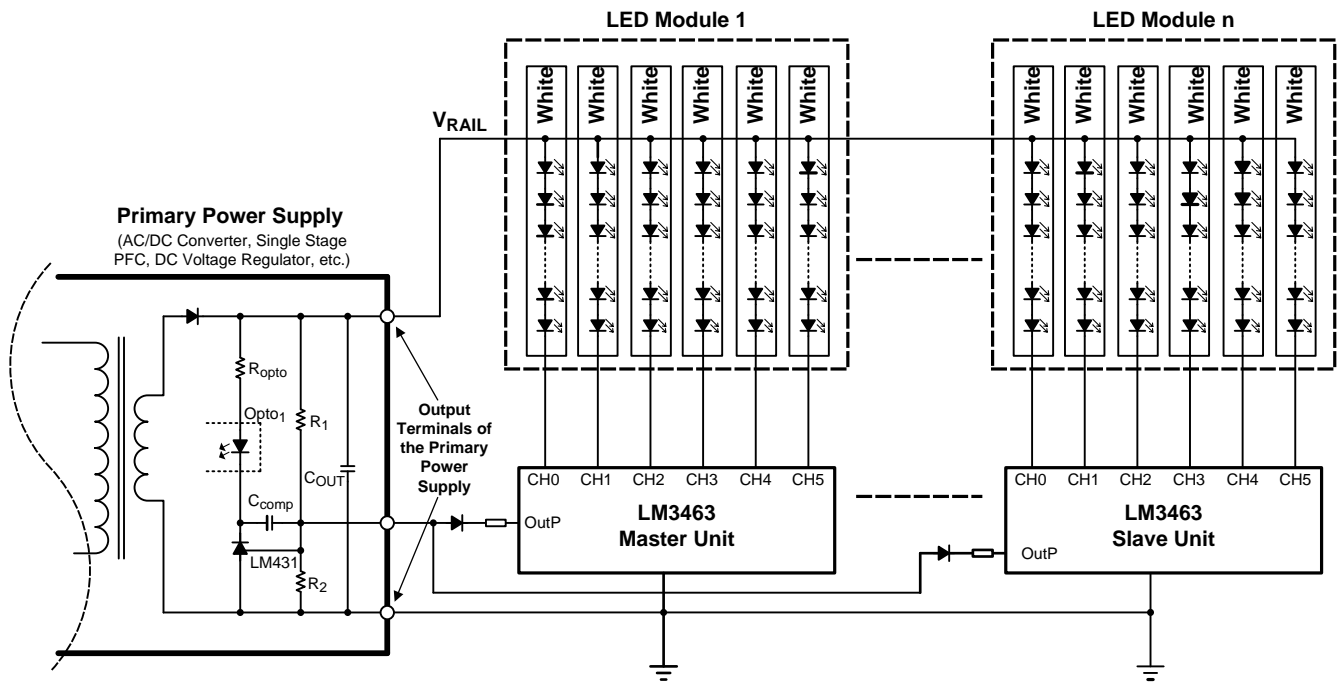 LED Module 1
LED Module n
White
White
White
White
White
White
White
White
White
White
White
White
VRAIL
Primary Power Supply
(AC/DC Converter, Single Stage
PFC, DC Voltage Regulator, etc.)
Ropto
Opto1
R1
COUT
Ccomp
LM431
R2
Output
Terminals of
the Primary
Power
Supply
CH0 CH1 CH2 CH3 CH4 CH5
OutP
LM3463
Master Unit
CH0 CH1 CH2 CH3 CH4 CH5
OutP
LM3463
Slave Unit